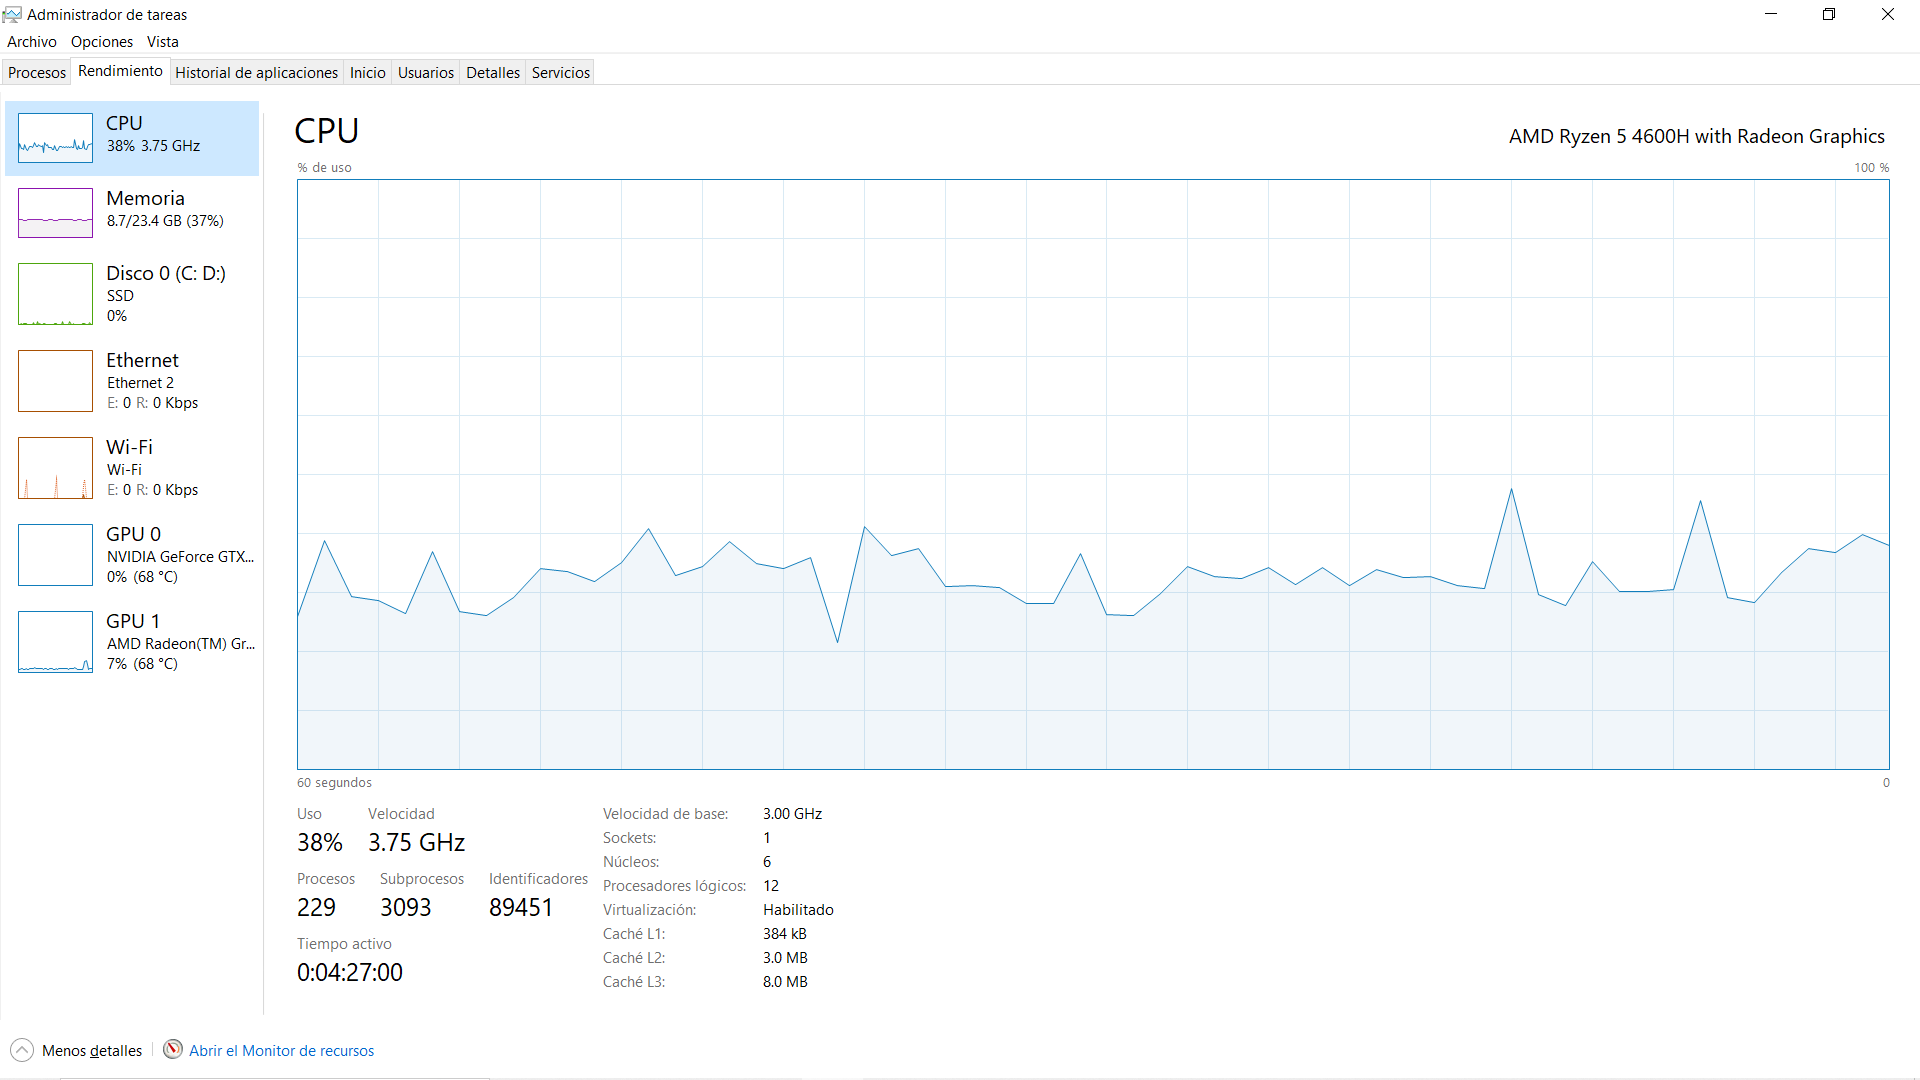 Administrador de tareas
Archivo Opciones Vista
Procesos Rendimiento Historial de aplicaciones Inicio Usuarios Detalles Servicios
CPU
38% 3.75 GHz
Memoria
8.7/23.4 GB (37%)
Disco 0 (C: D:)
SSD
0%
Ethernet
Ethernet 2
E: 0 R: 0 Kbps
Wi-Fi
Wi-Fi
E: 0 R: 0 Kbps
GPU 0
NVIDIA GeForce GTX...
0% (68 °C)
GPU 1
AMD Radeon(TM) Gr...
7% (68 °C)
CPU
AMD Ryzen 5 4600H with Radeon Graphics
% de uso 100 %
60 segundos 0
Uso Velocidad
38% 3.75 GHz
Procesos Subprocesos Identificadores
229 3093 89451
Tiempo activo
0:04:27:00
Velocidad de base: 3.00 GHz
Sockets: 1
Núcleos: 6
Procesadores lógicos: 12
Virtualización: Habilitado
Caché L1: 384 kB
Caché L2: 3.0 MB
Caché L3: 8.0 MB
Menos detalles Abrir el Monitor de recursos